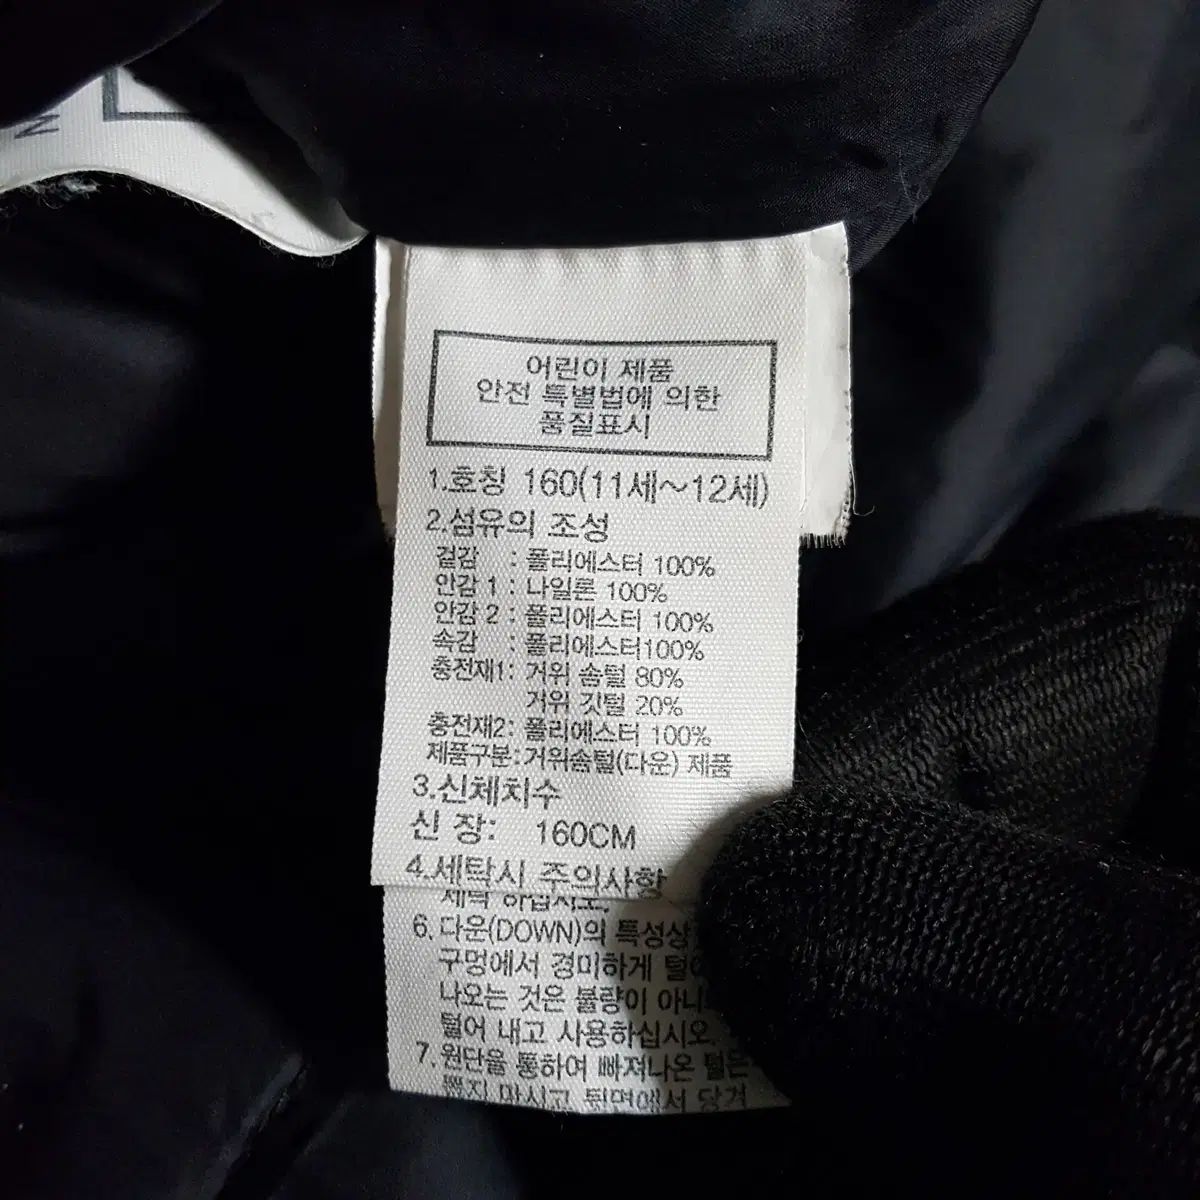 N
어린이 제품
안전 특별법에 의한
품질표시
1.호칭 160(11세~12세)
2.섬유의 조성
겉감 : 폴리에스터 100%
안감 1 : 나일론 100%
안감 2 : 폴리에스터 100%
속감 : 폴리에스터100%
충전재1: 거위 솜털 80%
거위 깃털 20%
충전재2: 폴리에스터 100%
제품구분:거위솜털(다운) 제품
3.신체치수
신 장: 160CM
4.세탁시 주의사항
세탁 하십시오.
6. 다운(DOWN)의 특성상
구멍에서 경미하게
나오는 것은 불량이
털어 내고 사용하십시오.
7. 원단을 통하여 빠져나온 털은
뽑지 마시고 뒷면에서 당겨